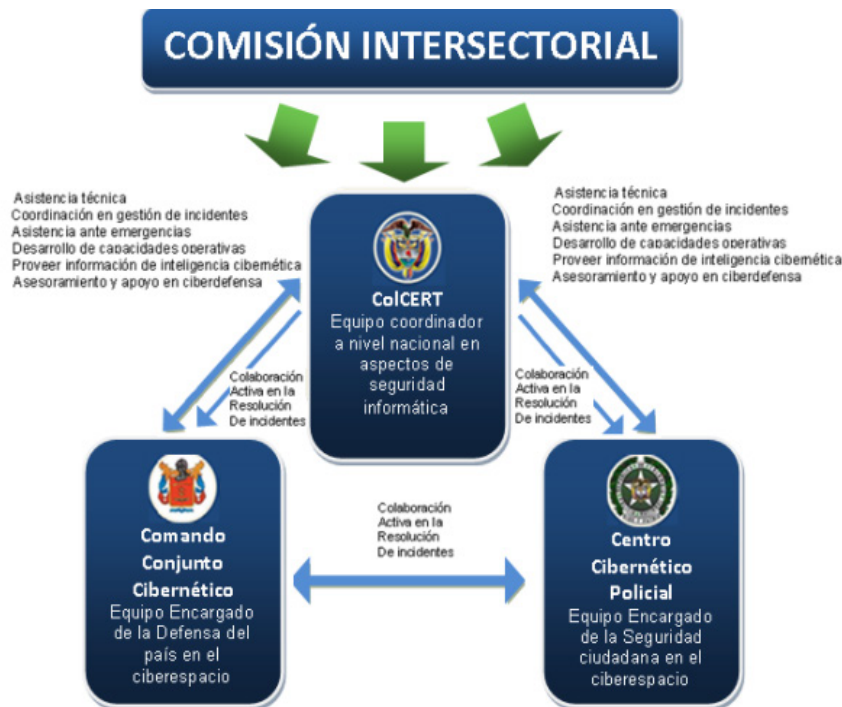 COMISIÓN INTERSECTORIAL
Asistencia técnica
Coordinación en gestión de incidentes
Asistencia ante emergencias
Desarrollo de capacidades operativas
Proveer información de inteligencia cibernética
Asesoramiento y apoyo en ciberdefensa
Asistencia técnica
Coordinación en gestión de incidentes
Asistencia ante emergencias
Desarrollo de capacidades operativas
Proveer información de inteligencia cibernética
Asesoramiento y apoyo en ciberdefensa
ColCERT
Equipo coordinador
a nivel nacional en
aspectos de
seguridad
informática
Colaboración
Activa en la
Resolución
De incidentes
Colaboración
Activa en la
Resolución
De incidentes
Comando
Conjunto
Cibernético
Equipo Encargado
de la Defensa del
país en el
ciberespacio
Colaboración
Activa en la
Resolución
De incidentes
Centro
Cibernético
Policial
Equipo Encargado
de la Seguridad
ciudadana en el
ciberespacio